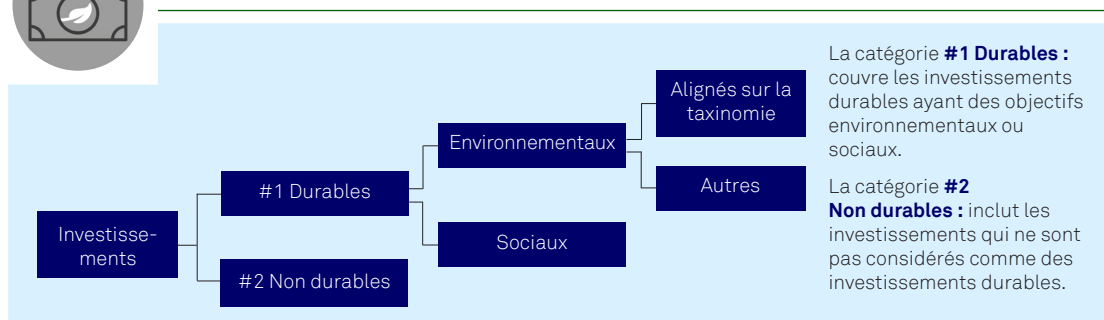 Investisse-
ments
#1 Durables
#2 Non durables
Environnementaux
Sociaux
Alignés sur la
taxinomie
Autres
La catégorie #1 Durables :
couvre les investissements
durables ayant des objectifs
environnementaux ou
sociaux.
La catégorie #2
Non durables : inclut les
investissements qui ne sont
pas considérés comme des
investissements durables.